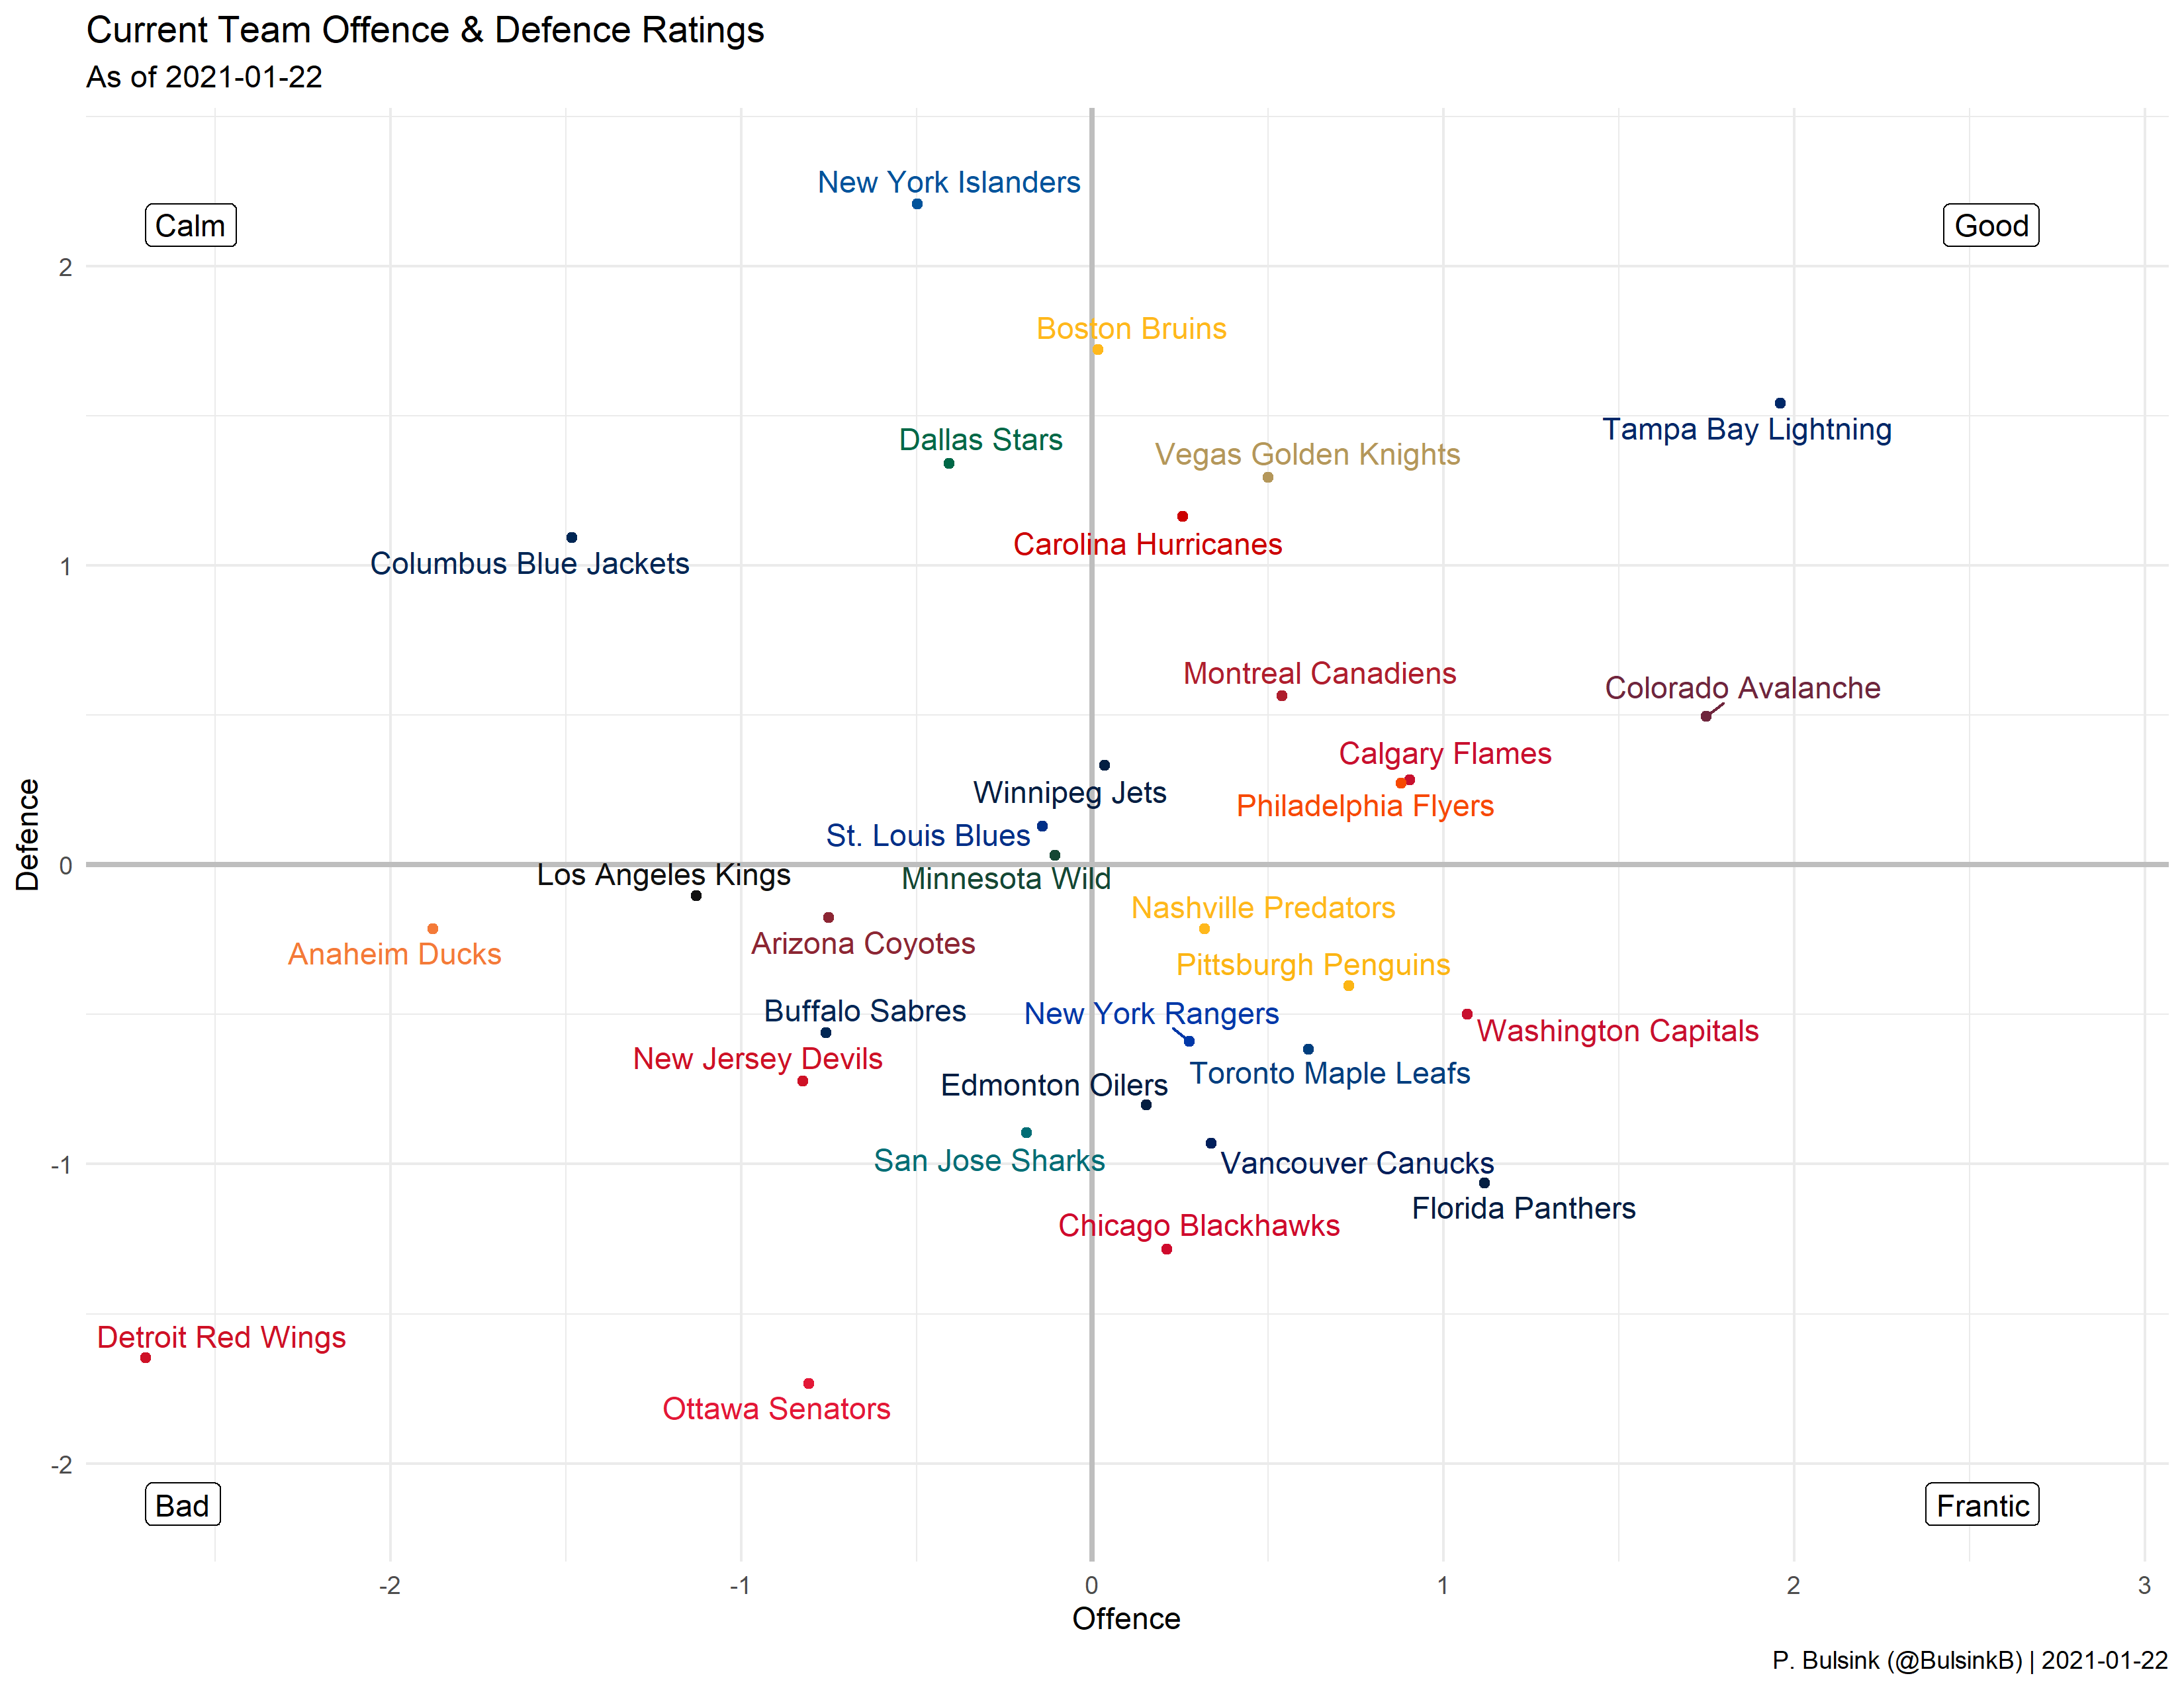 Current Team Offence & Defence Ratings
As of 2021-01-22
New York Islanders
Calm
Good
2
Boston Bruins
Tampa Bay Lightning
Dallas Stars
Vegas Golden Knights
Carolina Hurricanes
Columbus Blue Jackets
1
Montreal Canadiens
Colorado Avalanche
Calgary Flames
Winnipeg Jets
Philadelphia Flyers
St. Louis Blues
Defence
0
Los Angeles Kings
Minnesota Wild
Nashville Predators
Arizona Coyotes
Anaheim Ducks
Pittsburgh Penguins
Buffalo Sabres
New York Rangers
Washington Capitals
New Jersey Devils
Toronto Maple Leafs
Edmonton Oilers
San Jose Sharks
Vancouver Canucks
-1
Florida Panthers
Chicago Blackhawks
Detroit Red Wings
Ottawa Senators
-2
Bad
Frantic
-2 -1 0 1 2 3
Offence
P. Bulsink (@BulsinkB) | 2021-01-22